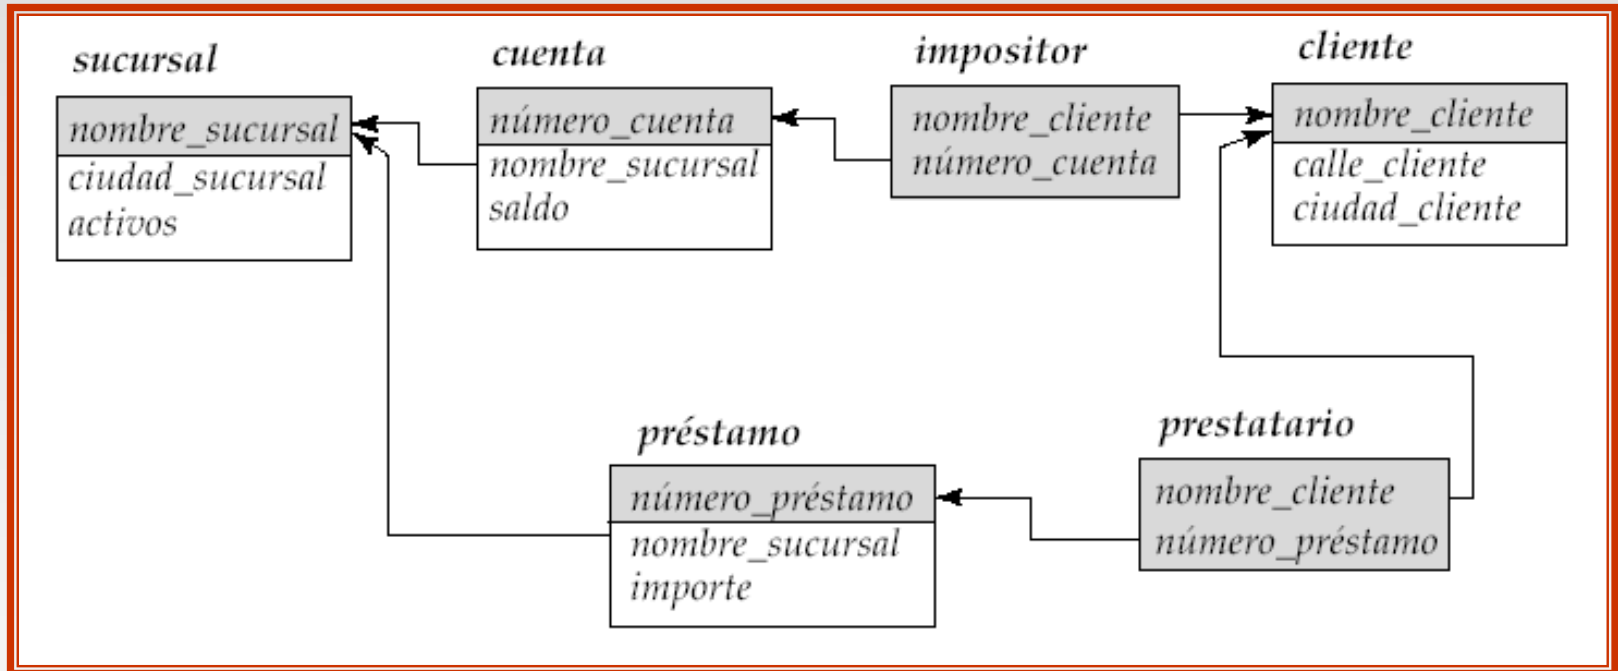 sucursal
nombre_sucursal
ciudad_sucursal
activos
cuenta
número_cuenta
nombre_sucursal
saldo
impositor
nombre_cliente
número_cuenta
cliente
nombre_cliente
calle_cliente
ciudad_cliente
préstamo
número_préstamo
nombre_sucursal
importe
prestatario
nombre_cliente
número_préstamo